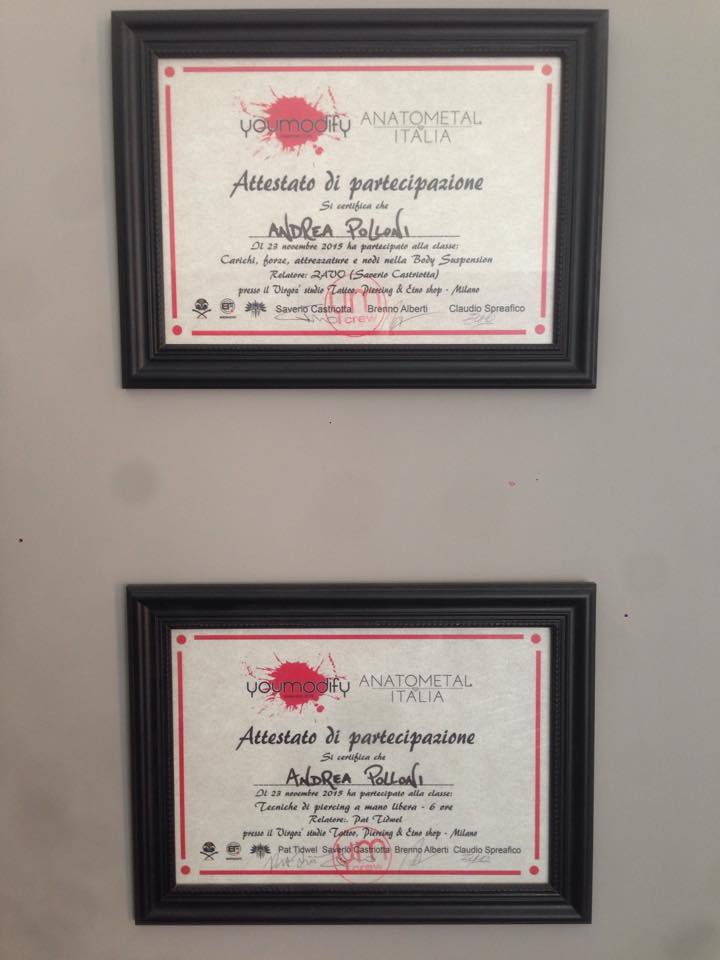 youmodify ANATOMETAL
ITALIA
Attestato di partecipazione
Si certifica che
ANDREA POLLONI
Il 23 novembre 2015 ha partecipato alla classe:
Carichi, forze, attrezzature e nodi nella Body Suspension
Relatore: ZAVO (Saverio Castriotta)
presso il Virgoz' studio Tattoo, Piercing & Etno shop - Milano
Saverio Castriotta Brenno Alberti Claudio Spreafico
um
crew
youmodify ANATOMETAL
ITALIA
Attestato di partecipazione
Si certifica che
ANDREA POLLONI
Il 23 novembre 2015 ha partecipato alla classe:
Tecniche di piercing a mano libera - 6 ore
Relatore:. Pat Tidwel
presso il Virgoz' studio Tattoo, Piercing & Etno shop - Milano
Pat Tidwel Saverio Castriotta Brenno Alberti Claudio Spreafico
um
crew